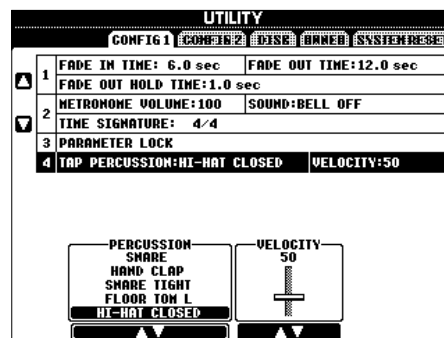 UTILITY
CONFIG 1 CONFIG 2 DISK OWNER SYSTEM RESE
1 FADE IN TIME: 6.0 sec FADE OUT TIME:12.0 sec
FADE OUT HOLD TIME:1.0 sec
2 METRONOME VOLUME:100 SOUND:BELL OFF
TIME SIGNATURE: 4/4
3 PARAMETER LOCK
4 TAP PERCUSSION:HI-HAT CLOSED VELOCITY:50
PERCUSSION VELOCITY
SNARE 50
HAND CLAP
SNARE TIGHT
FLOOR TOM L
HI-HAT CLOSED